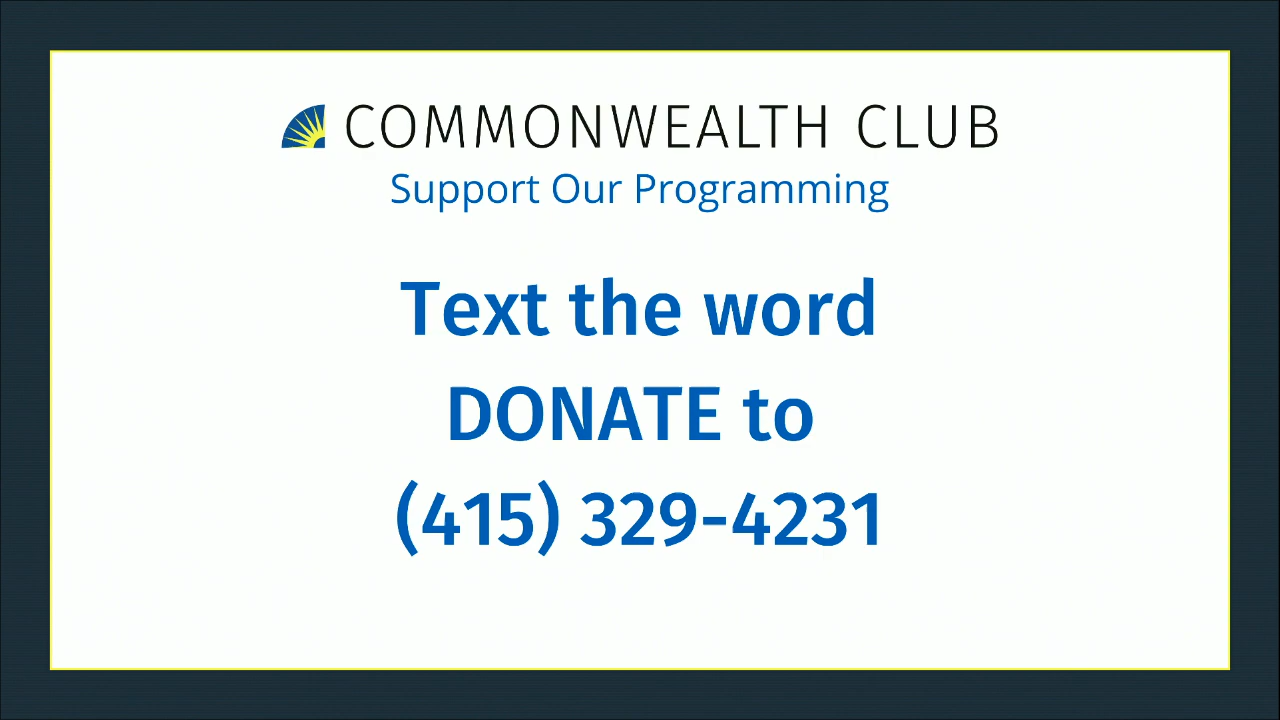 COMMONWEALTH CLUB
Support Our Programming
Text the word
DONATE to
(415) 329-4231